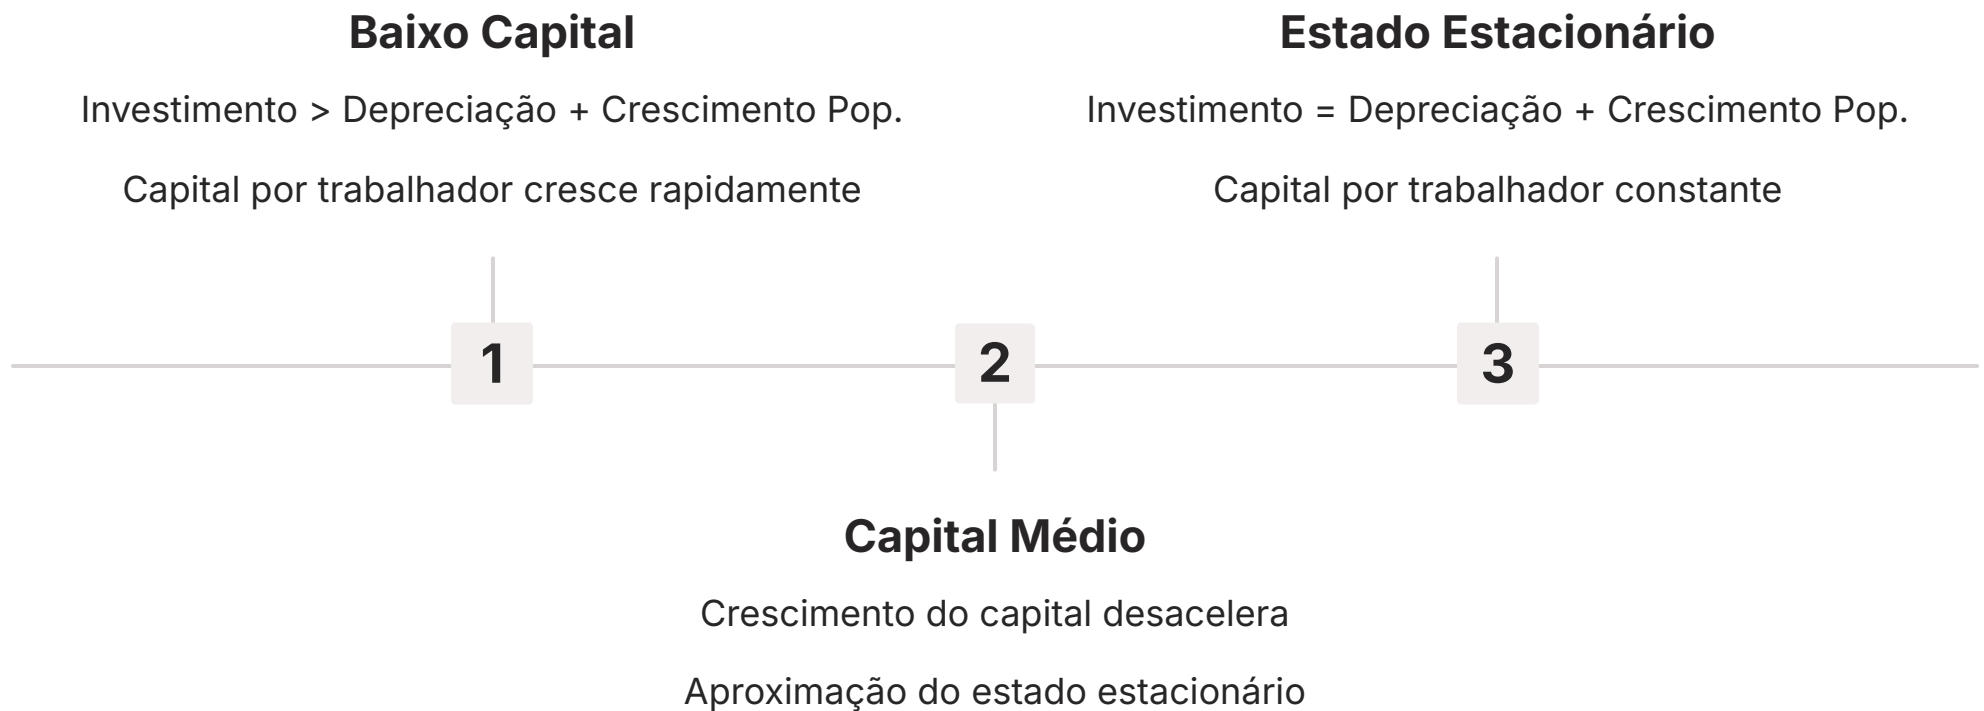 Baixo Capital
Investimento > Depreciação + Crescimento Pop.
Capital por trabalhador cresce rapidamente
Estado Estacionário
Investimento = Depreciação + Crescimento Pop.
Capital por trabalhador constante
1
2
3
Capital Médio
Crescimento do capital desacelera
Aproximação do estado estacionário